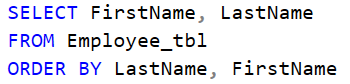 SELECT FirstName, LastName
FROM Employee_tbl
ORDER BY LastName, FirstName